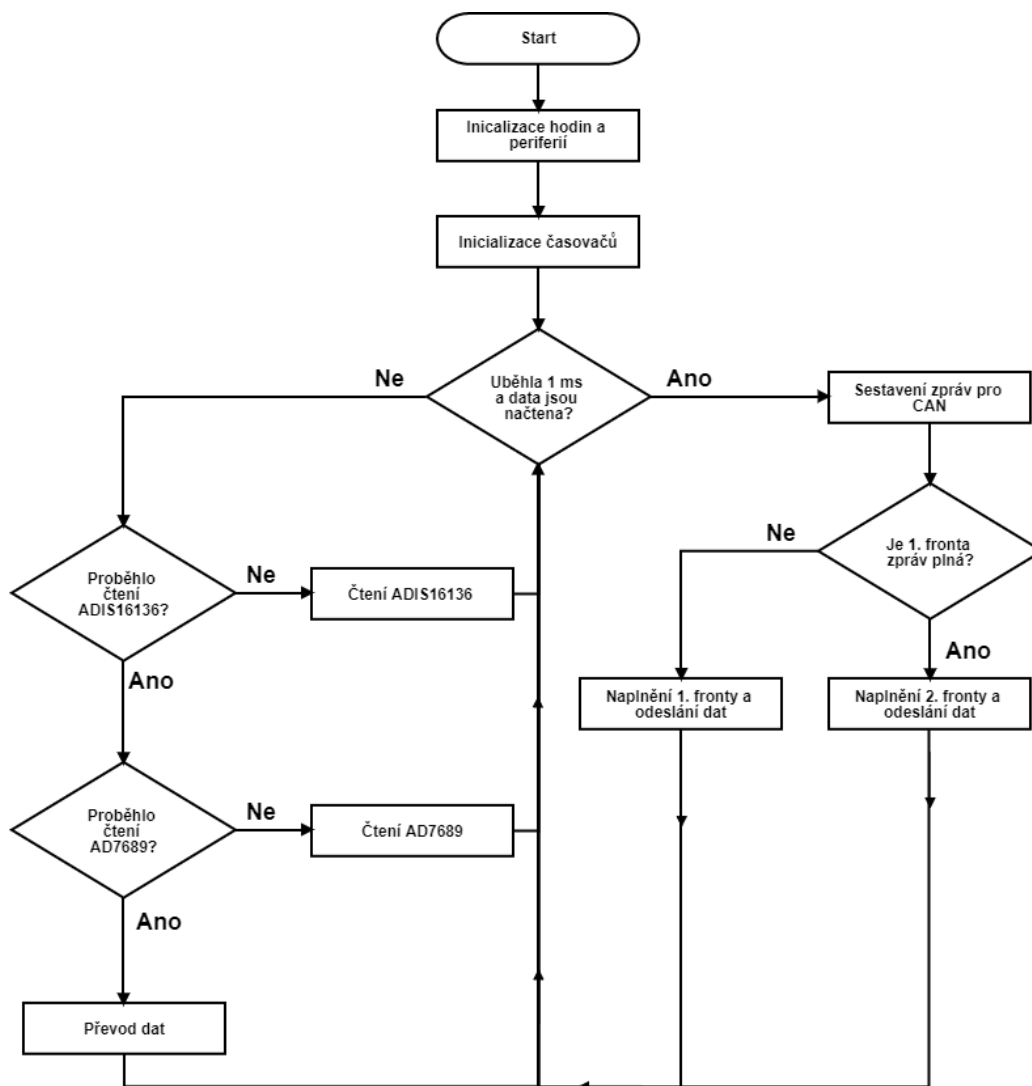 Start
Inicalizace hodin a
periferií
Inicializace časovačů
Ne
Uběhla 1 ms
a data jsou
načtena?
Ano
Sestavení zpráv pro
CAN
Ne
Je 1. fronta
zpráv plná?
Proběhlo
čtení
ADIS16136?
Ne
Čtení ADIS16136
Ano
Ano
Naplnění 1. fronty a
odeslání dat
Naplnění 2. fronty a
odeslání dat
Proběhlo
čtení
AD7689?
Ne
Čtení AD7689
Ano
Převod dat